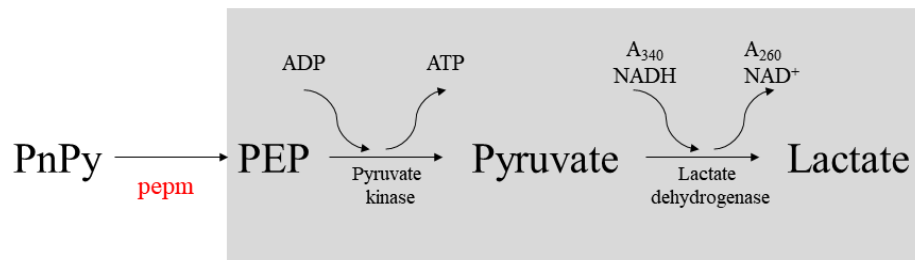 ADP
ATP
A₃₄₀
NADH
A₂₆₀
NAD⁺
PnPy
pepm
PEP
Pyruvate
kinase
Pyruvate
Lactate
dehydrogenase
Lactate